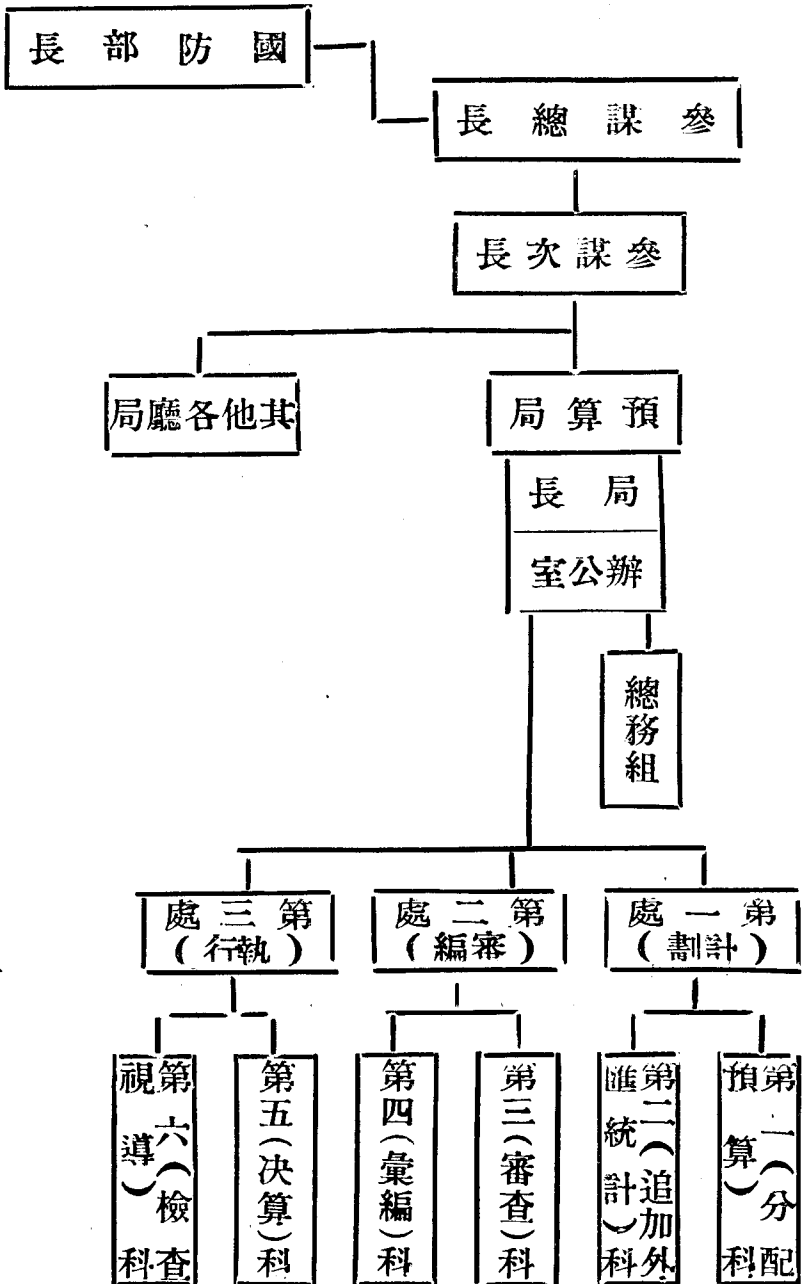 國防部長
參謀總長
參謀次長
預算局
其他各廳局
局長
辦公室
總務組
第一處
(計劃)
第二處
(審編)
第三處
(執行)
第一(分配
預算)科
第二(追加外
匯統計)科
第三(審查)科
第四(彙編)科
第五(決算)科
第六(檢查
視導)科